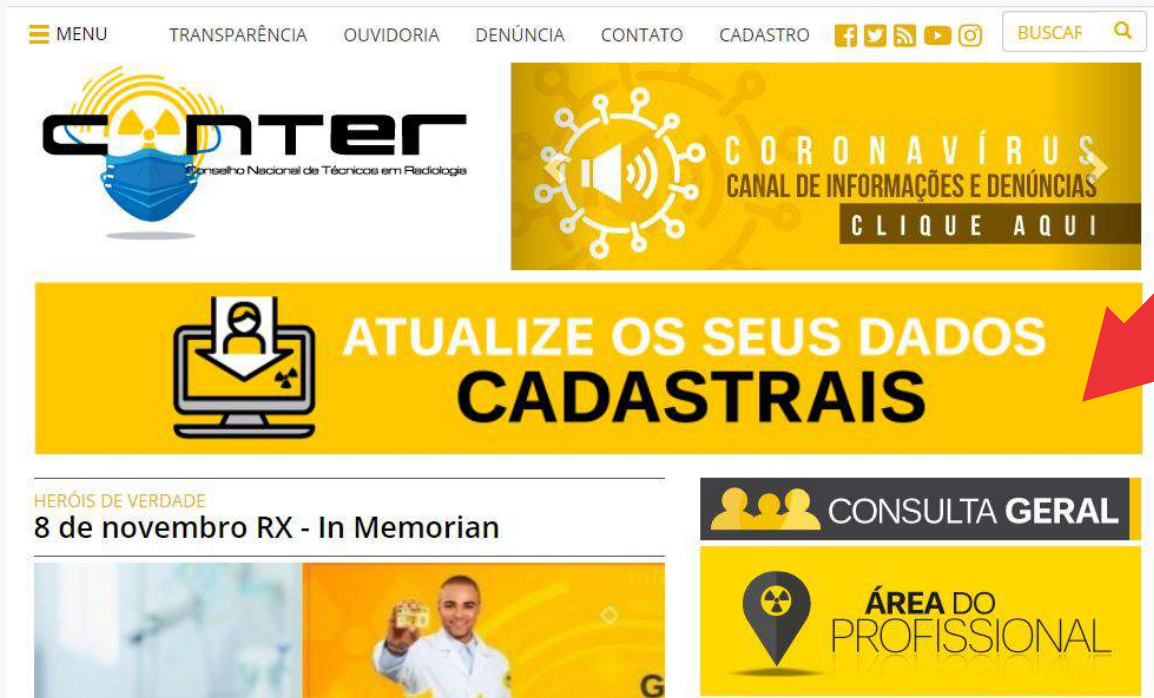 MENU TRANSPARÊNCIA OUVIDORIA DENÚNCIA CONTATO CADASTRO BUSCAR
conter
Conselho Nacional de Técnicos em Radiologia
CORONAVÍRUS
CANAL DE INFORMAÇÕES E DENÚNCIAS
CLIQUE AQUI
ATUALIZE OS SEUS DADOS
CADASTRAIS
HERÓIS DE VERDADE
8 de novembro RX - In Memorian
CONSULTA GERAL
ÁREA DO
PROFISSIONAL
G